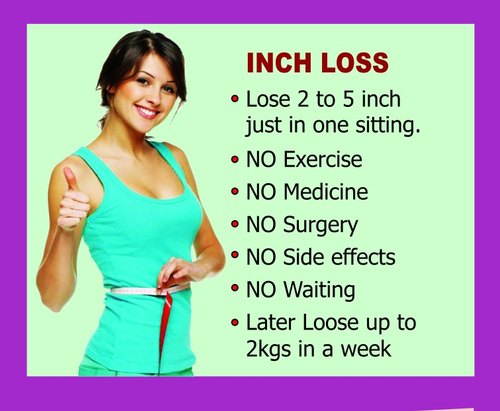 INCH LOSS
• Lose 2 to 5 inch
just in one sitting.
• NO Exercise
• NO Medicine
• NO Surgery
• NO Side effects
• NO Waiting
• Later Loose up to
2kgs in a week